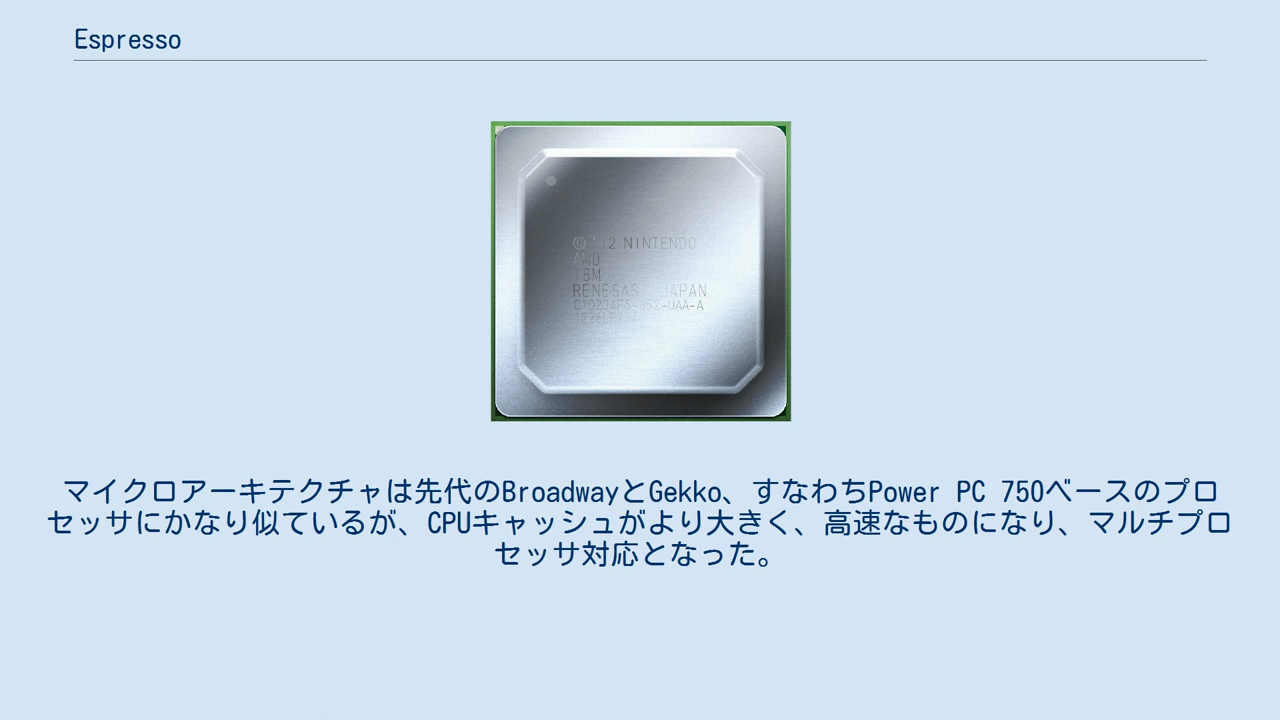 Espresso
NINTENDO
IBM
RENESAS JAPAN
マイクロアーキテクチャは先代のBroadwayとGekko、すなわちPower PC 750ベースのプロ
セッサにかなり似ているが、CPUキャッシュがより大きく、高速なものになり、マルチプロ
セッサ対応となった。